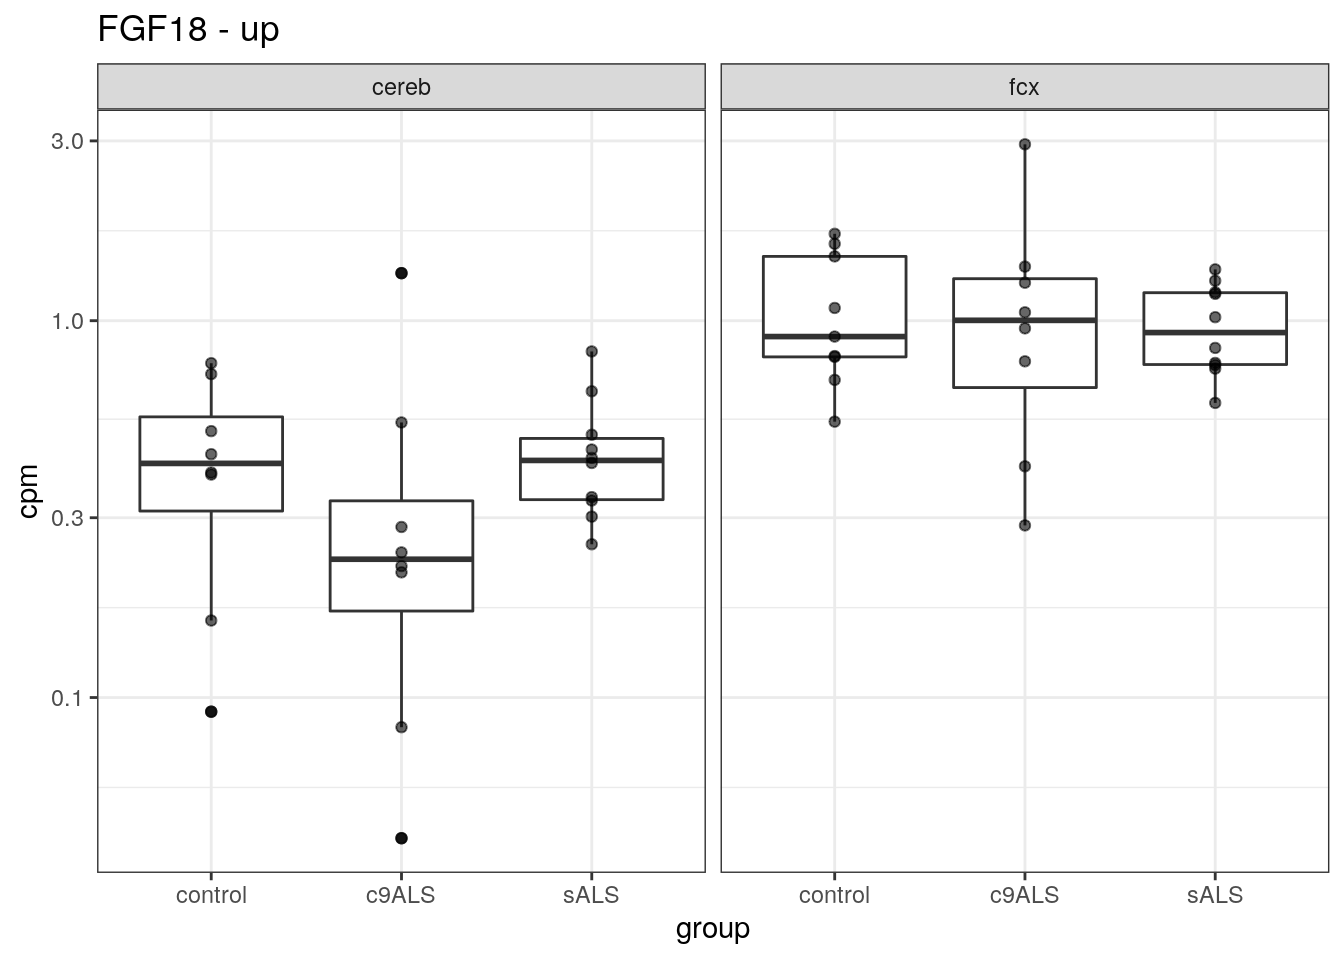 FGF18 - up
cereb
fcx
cpm
3.0
1.0
0.3
0.1
control
c9ALS
sALS
control
c9ALS
sALS
group